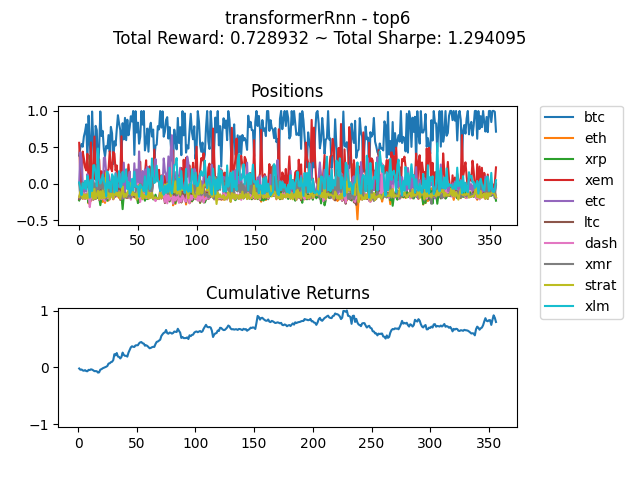 transformerRnn - top6
Total Reward: 0.728932 ~ Total Sharpe: 1.294095
Positions
1.0
0.5
0.0
−0.5
0 50 100 150 200 250 300 350
btc
eth
xrp
xem
etc
ltc
dash
xmr
strat
xlm
Cumulative Returns
1
0
−1
0 50 100 150 200 250 300 350